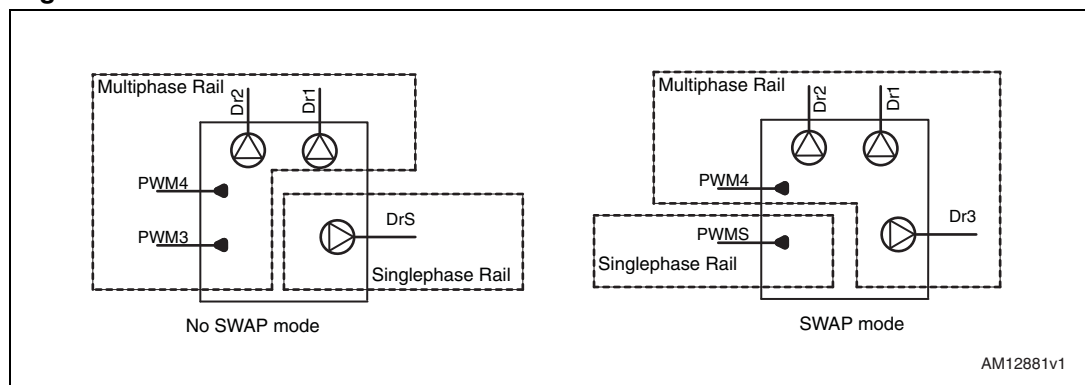 Multiphase Rail
Dr2
Dr1
PWM4
PWM3
DrS
Singlephase Rail
No SWAP mode
Multiphase Rail
Dr2
Dr1
PWM4
PWMS
Dr3
Singlephase Rail
SWAP mode
AM12881v1